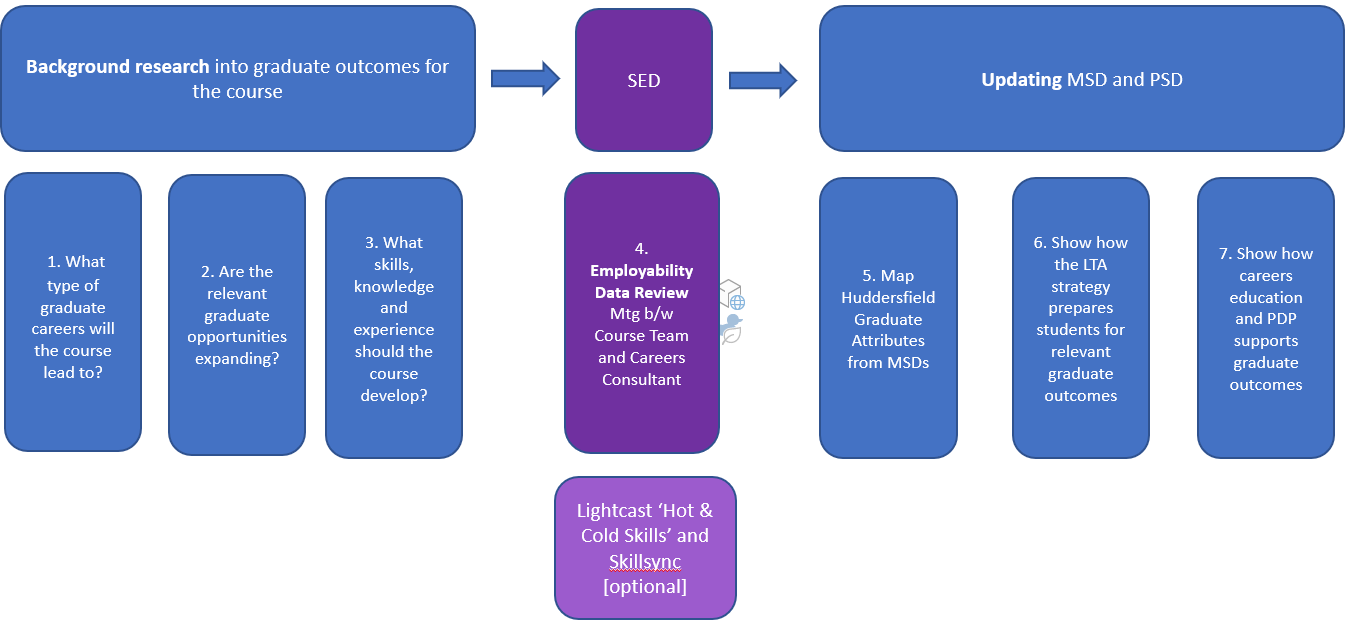 Background research into graduate outcomes for
the course
SED
Updating MSD and PSD
1. What
type of
graduate
careers will
the course
lead to?
2. Are the
relevant
graduate
opportunities
expanding?
3. What
skills,
knowledge
and
experience
should the
course
develop?
4.
Employability
Data Review
Mtg b/w
Course Team
and Careers
Consultant
5. Map
Huddersfield
Graduate
Attributes
from MSDs
6. Show how
the LTA
strategy
prepares
students for
relevant
graduate
outcomes
7. Show how
careers
education
and PDP
supports
graduate
outcomes
Lightcast ‘Hot &
Cold Skills’ and
Skillsync
[optional]